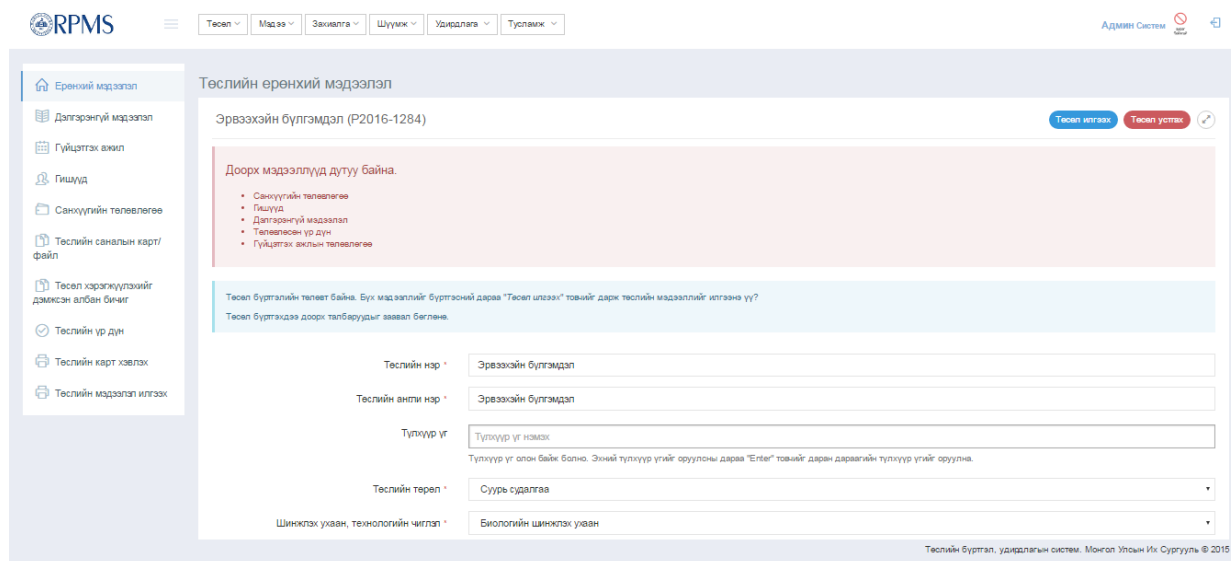 RPMS
Төсөл
Мэдээ
Захиалга
Шүүмж
Удирдлага
Тусламж
Админ Систем
Ерөнхий мэдээлэл
Дэлгэрэнгүй мэдээлэл
Гүйцэтгэх ажил
Гишүүд
Санхүүгийн төлөвлөгөө
Төслийн саналын карт/
файл
Төсөл хэрэгжүүлэхийг
дэмжсэн албан бичиг
Төслийн үр дүн
Төслийн карт хэвлэх
Төслийн мэдээлэл илгээх
Төслийн ерөнхий мэдээлэл
Эрвээхэйн бүлгэмдэл (P2016-1284)
Төсөл илгээх
Төсөл устгах
Доорх мэдээллүүд дутуу байна.
• Санхүүгийн төлөвлөгөө
• Гишүүд
• Дэлгэрэнгүй мэдээлэл
• Төлөвлөсөн үр дүн
• Гүйцэтгэх ажлын төлөвлөгөө
Төсөл бүртгэлийн төлөвт байна. Бүх мэдээллийг бүртгэсний дараа "Төсөл илгээх" товчийг дарж төслийн мэдээллийг илгээнэ үү?
Төсөл бүртгэхдээ доорх талбаруудыг заавал бөглөнө.
Төслийн нэр * Эрвээхэйн бүлгэмдэл
Төслийн англи нэр * Эрвээхэйн бүлгэмдэл
Түлхүүр үг Түлхүүр үг нэмэх
Түлхүүр үг олон байж болно. Эхний түлхүүр үгийг оруулсны дараа "Enter" товчийг даран дараагийн түлхүүр үгийг оруулна.
Төслийн төрөл * Суурь судалгаа
Шинжлэх ухаан, технологийн чиглэл * Биологийн шинжлэх ухаан
Төслийн бүртгэл, удирдлагын систем. Монгол Улсын Их Сургууль © 2015